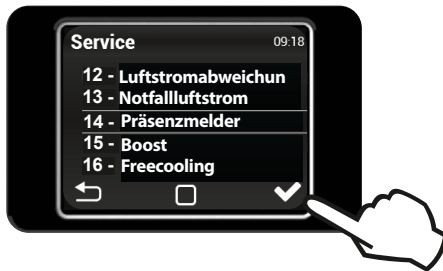 Service 09:18
12 - Luftstromabweichun
13 - Notfallluftstrom
14 - Präsenzmelder
15 - Boost
16 - Freecooling